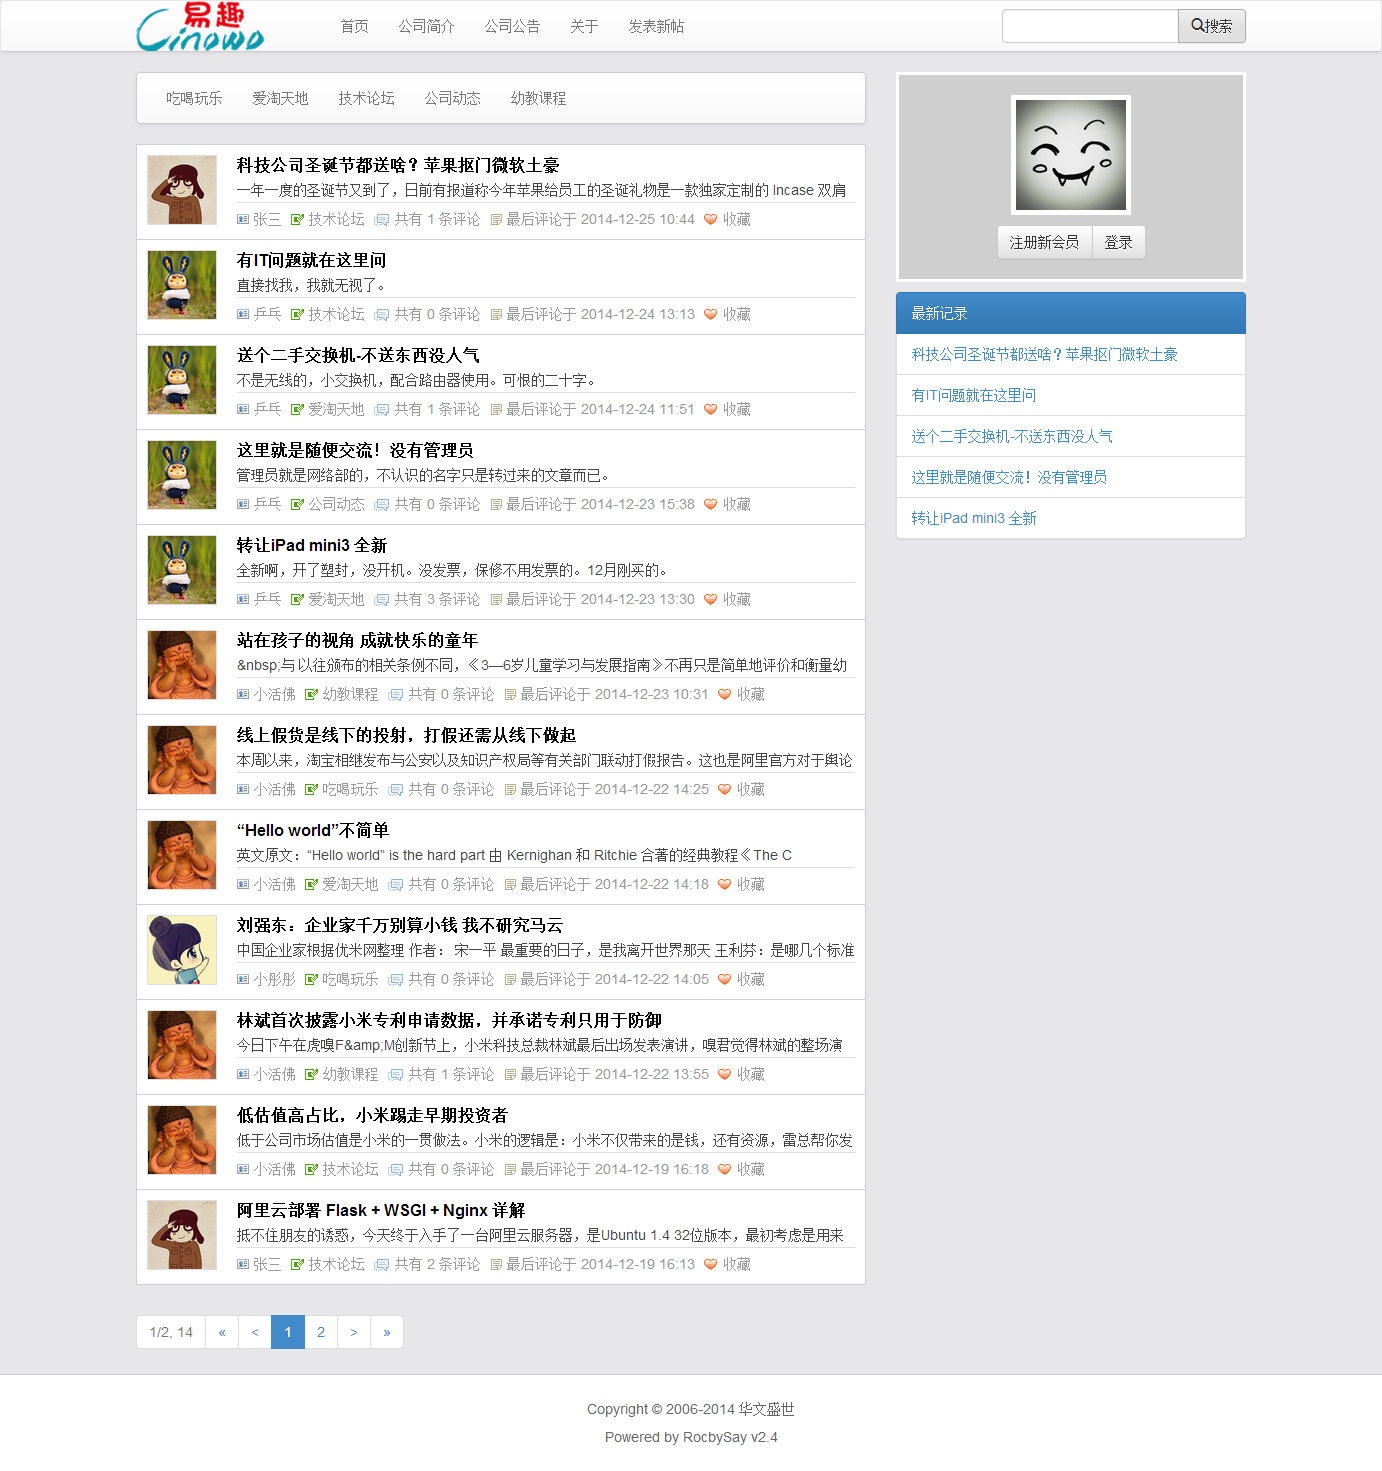 易趣
Cinowo
首页 公司简介 公司公告 关于 发表新帖
搜索
吃喝玩乐 爱淘天地 技术论坛 公司动态 幼教课程
科技公司圣诞节都送啥？苹果抠门微软土豪
一年一度的圣诞节又到了，日前有报道称今年苹果给员工的圣诞礼物是一款独家定制的 Incase 双肩
张三 技术论坛 共有 1 条评论 最后评论于 2014-12-25 10:44 收藏
有IT问题就在这里问
直接找我，我就无视了。
乒乓 技术论坛 共有 0 条评论 最后评论于 2014-12-24 13:13 收藏
送个二手交换机-不送东西没人气
不是无线的，小交换机，配合路由器使用。可恨的二十字。
乒乓 爱淘天地 共有 1 条评论 最后评论于 2014-12-24 11:51 收藏
这里就是随便交流！没有管理员
管理员就是网络部的，不认识的名字只是转过来的文章而已。
乒乓 公司动态 共有 0 条评论 最后评论于 2014-12-23 15:38 收藏
转让iPad mini3 全新
全新啊，开了塑封，没开机。没发票，保修不用发票的。12月刚买的。
乒乓 爱淘天地 共有 3 条评论 最后评论于 2014-12-23 13:30 收藏
站在孩子的视角 成就快乐的童年
&nbsp;与以往颁布的相关条例不同，《3—6岁儿童学习与发展指南》不再只是简单地评价和衡量幼
小活佛 幼教课程 共有 0 条评论 最后评论于 2014-12-23 10:31 收藏
线上假货是线下的投射，打假还需从线下做起
本周以来，淘宝相继发布与公安以及知识产权局等有关部门联动打假报告。这也是阿里官方对于舆论
小活佛 吃喝玩乐 共有 0 条评论 最后评论于 2014-12-22 14:25 收藏
“Hello world”不简单
英文原文：“Hello world” is the hard part 由 Kernighan 和 Ritchie 合著的经典教程《The C
小活佛 爱淘天地 共有 0 条评论 最后评论于 2014-12-22 14:18 收藏
刘强东：企业家千万别算小钱 我不研究马云
中国企业家根据优米网整理 作者： 宋一平 最重要的日子，是我离开世界那天 王利芬：是哪几个标准
小彤彤 吃喝玩乐 共有 0 条评论 最后评论于 2014-12-22 14:05 收藏
林斌首次披露小米专利申请数据，并承诺专利只用于防御
今日下午在虎嗅F&amp;M创新节上，小米科技总裁林斌最后出场发表演讲，嗅君觉得林斌的整场演
小活佛 幼教课程 共有 1 条评论 最后评论于 2014-12-22 13:55 收藏
低估值高占比，小米踢走早期投资者
低于公司市场估值是小米的一贯做法。小米的逻辑是：小米不仅带来的是钱，还有资源，雷总帮你发
小活佛 技术论坛 共有 0 条评论 最后评论于 2014-12-19 16:18 收藏
阿里云部署 Flask + WSGI + Nginx 详解
抵不住朋友的诱惑，今天终于入手了一台阿里云服务器，是Ubuntu 1.4 32位版本，最初考虑是用来
张三 技术论坛 共有 2 条评论 最后评论于 2014-12-19 16:13 收藏
1/2, 14 « < 1 2 > »
注册新会员 登录
最新记录
科技公司圣诞节都送啥？苹果抠门微软土豪
有IT问题就在这里问
送个二手交换机-不送东西没人气
这里就是随便交流！没有管理员
转让iPad mini3 全新
Copyright © 2006-2014 华文盛世
Powered by RocbySay v2.4